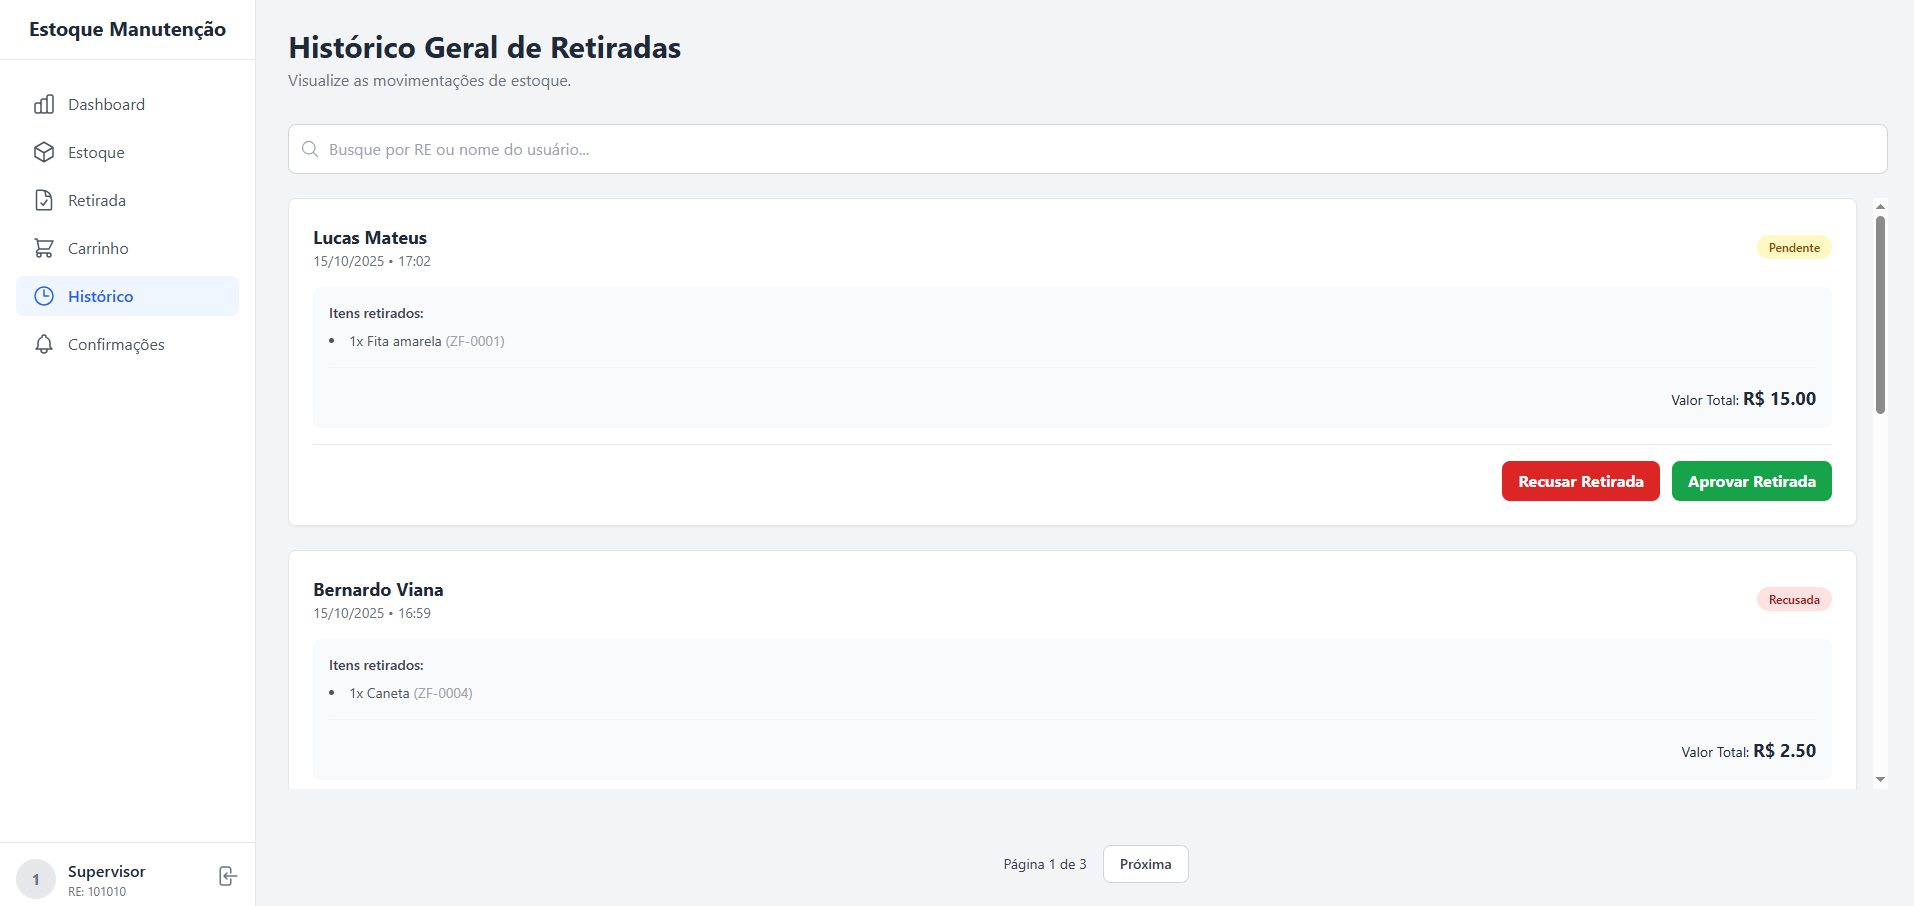 Estoque Manutenção
Dashboard
Estoque
Retirada
Carrinho
Histórico
Confirmações
1
Supervisor
RE: 101010
Histórico Geral de Retiradas
Visualize as movimentações de estoque.
Busque por RE ou nome do usuário...
Lucas Mateus
15/10/2025 • 17:02
Pendente
Itens retirados:
• 1x Fita amarela (ZF-0001)
Valor Total: R$ 15.00
Recusar Retirada
Aprovar Retirada
Bernardo Viana
15/10/2025 • 16:59
Recusada
Itens retirados:
• 1x Caneta (ZF-0004)
Valor Total: R$ 2.50
Página 1 de 3
Próxima